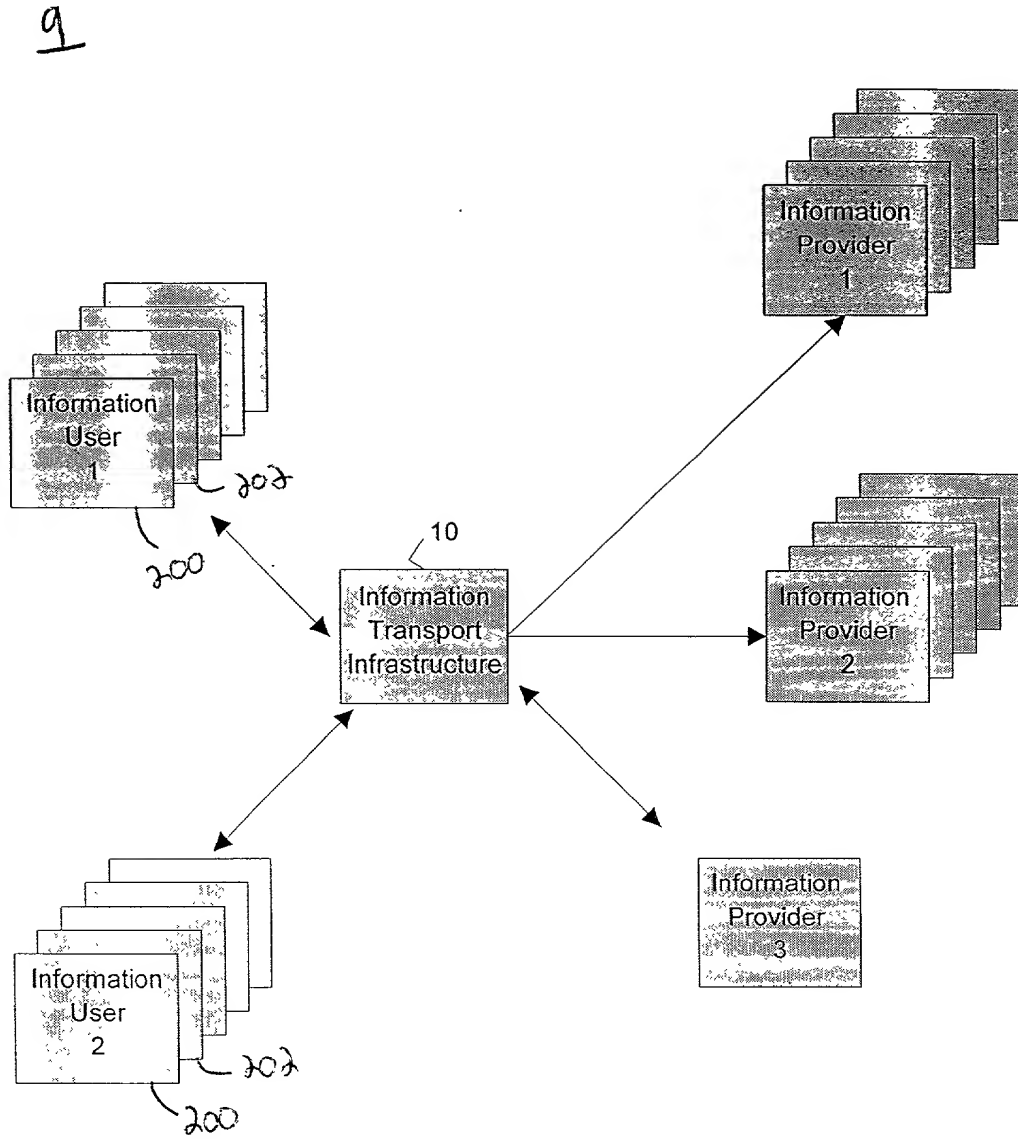 9
Information
Provider
1
Information
User
1
202
200
10
Information
Transport
Infrastructure
Information
Provider
2
Information
Provider
3
Information
User
2
202
200